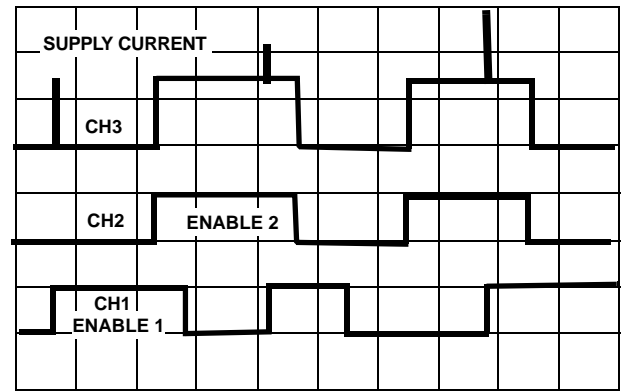 SUPPLY CURRENT
CH3
CH2
ENABLE 2
CH1
ENABLE 1